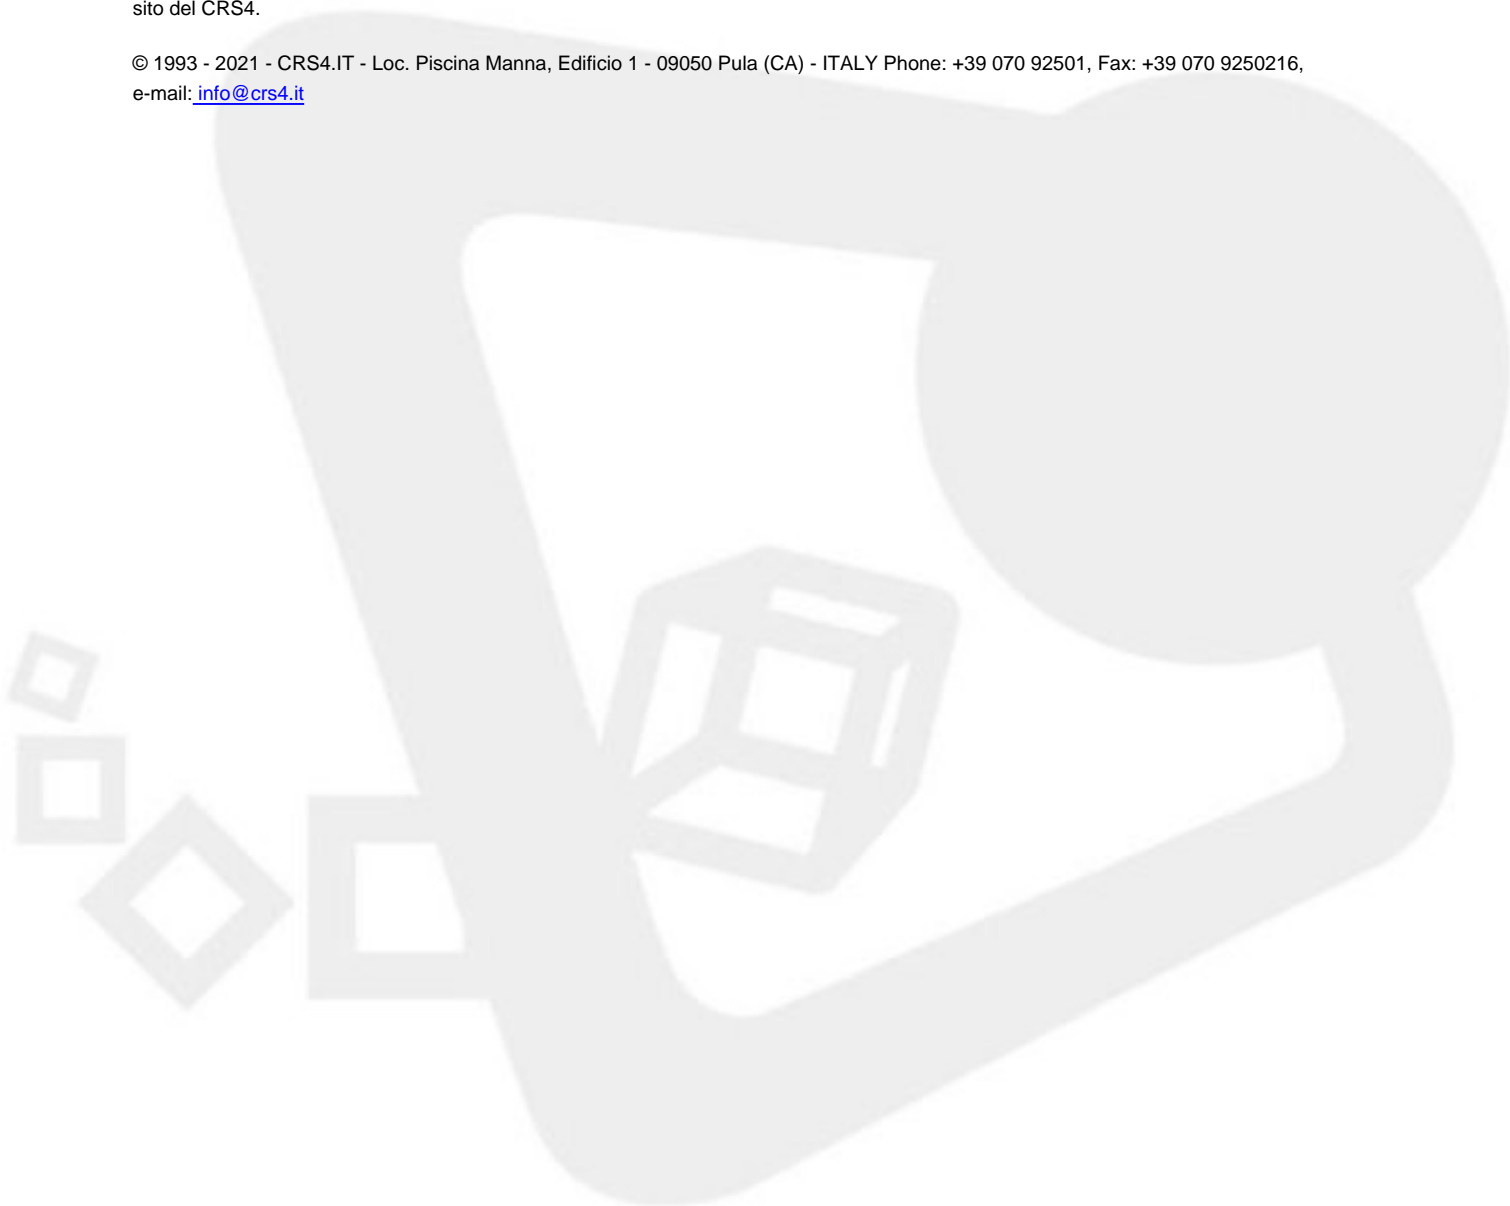 sito del CRS4.
© 1993 - 2021 - CRS4.IT - Loc. Piscina Manna, Edificio 1 - 09050 Pula (CA) - ITALY Phone: +39 070 92501, Fax: +39 070 9250216,
e-mail: info@crs4.it